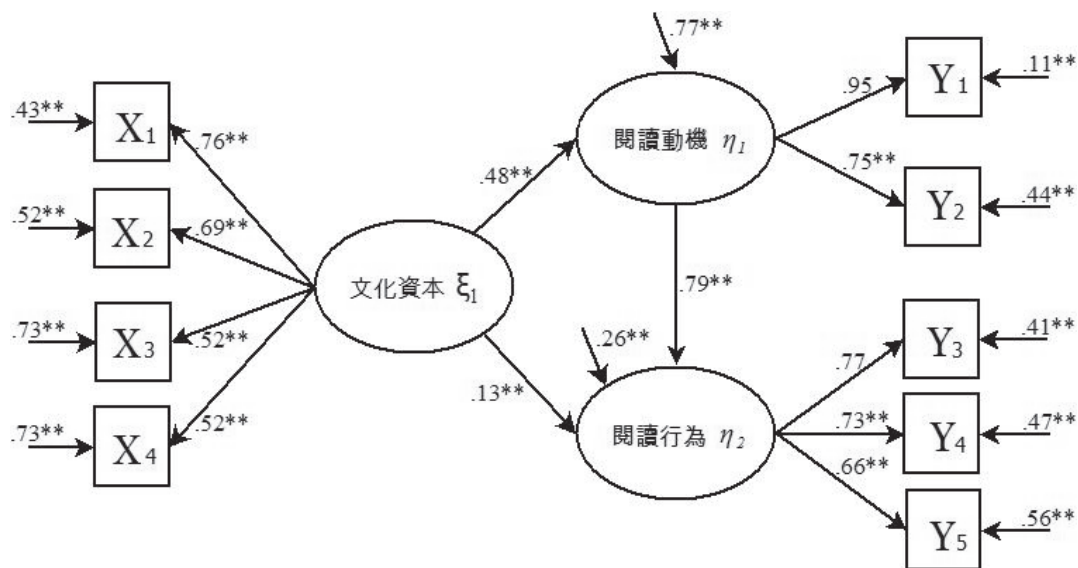 .77**
.43**
X1
.76**
.52**
X2
.69**
.73**
X3
.52**
.73**
X4
.52**
文化資本 ξ1
.48**
.13**
閱讀動機 η1
.79**
.26**
閱讀行為 η2
.95
Y1
.11**
.75**
Y2
.44**
.77
Y3
.41**
.73**
Y4
.47**
.66**
Y5
.56**